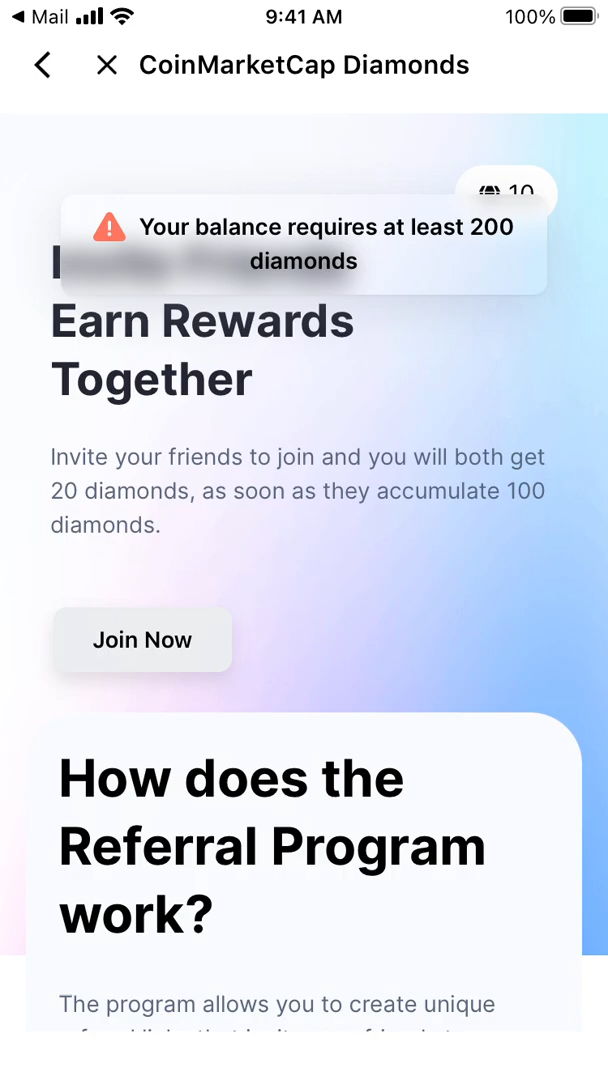 Mail
9:41 AM
100%
CoinMarketCap Diamonds
10
Your balance requires at least 200
diamonds
Earn Rewards
Together
Invite your friends to join and you will both get
20 diamonds, as soon as they accumulate 100
diamonds.
Join Now
How does the
Referral Program
work?
The program allows you to create unique